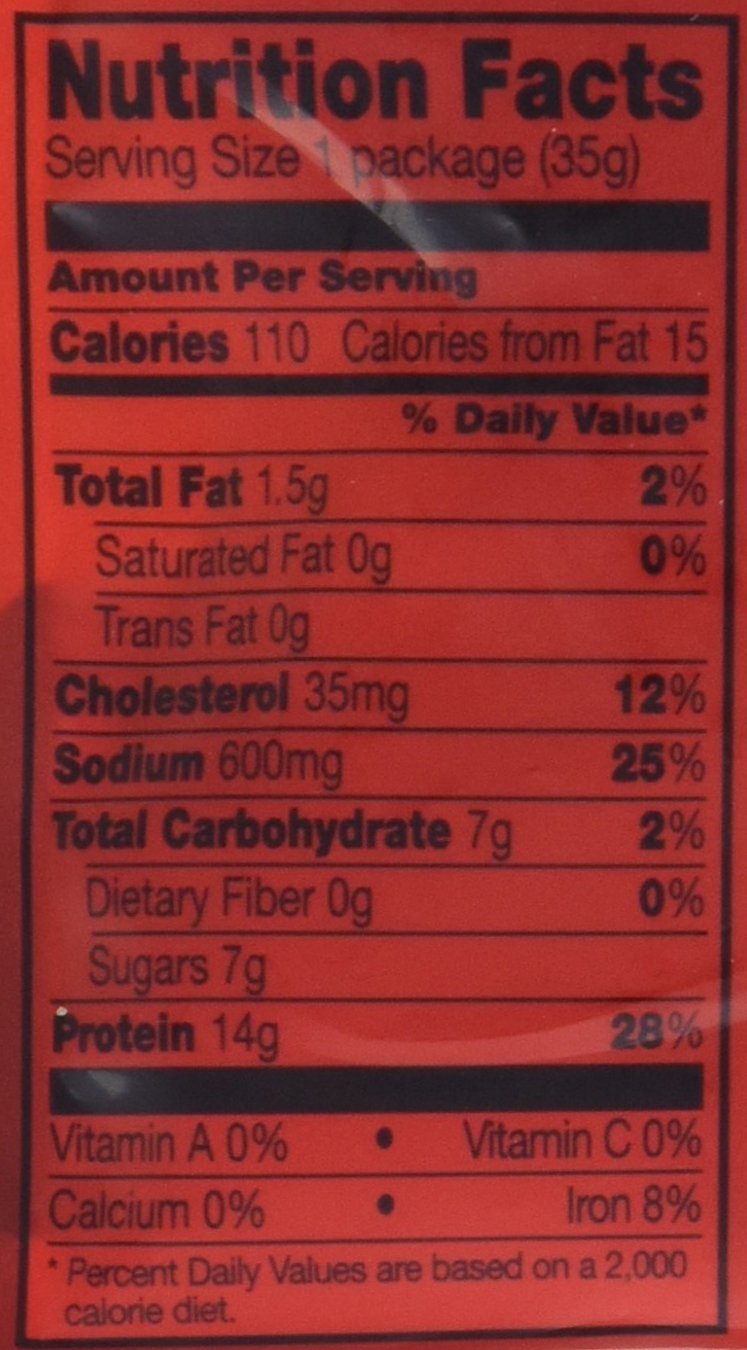 Nutrition Facts
Serving Size 1 package (35g)
Amount Per Serving
Calories 110 Calories from Fat 15
% Daily Value*
Total Fat 1.5g 2%
Saturated Fat 0g 0%
Trans Fat 0g
Cholesterol 35mg 12%
Sodium 600mg 25%
Total Carbohydrate 7g 2%
Dietary Fiber 0g 0%
Sugars 7g
Protein 14g 28%
Vitamin A 0% • Vitamin C 0%
Calcium 0% • Iron 8%
* Percent Daily Values are based on a 2,000
calorie diet.